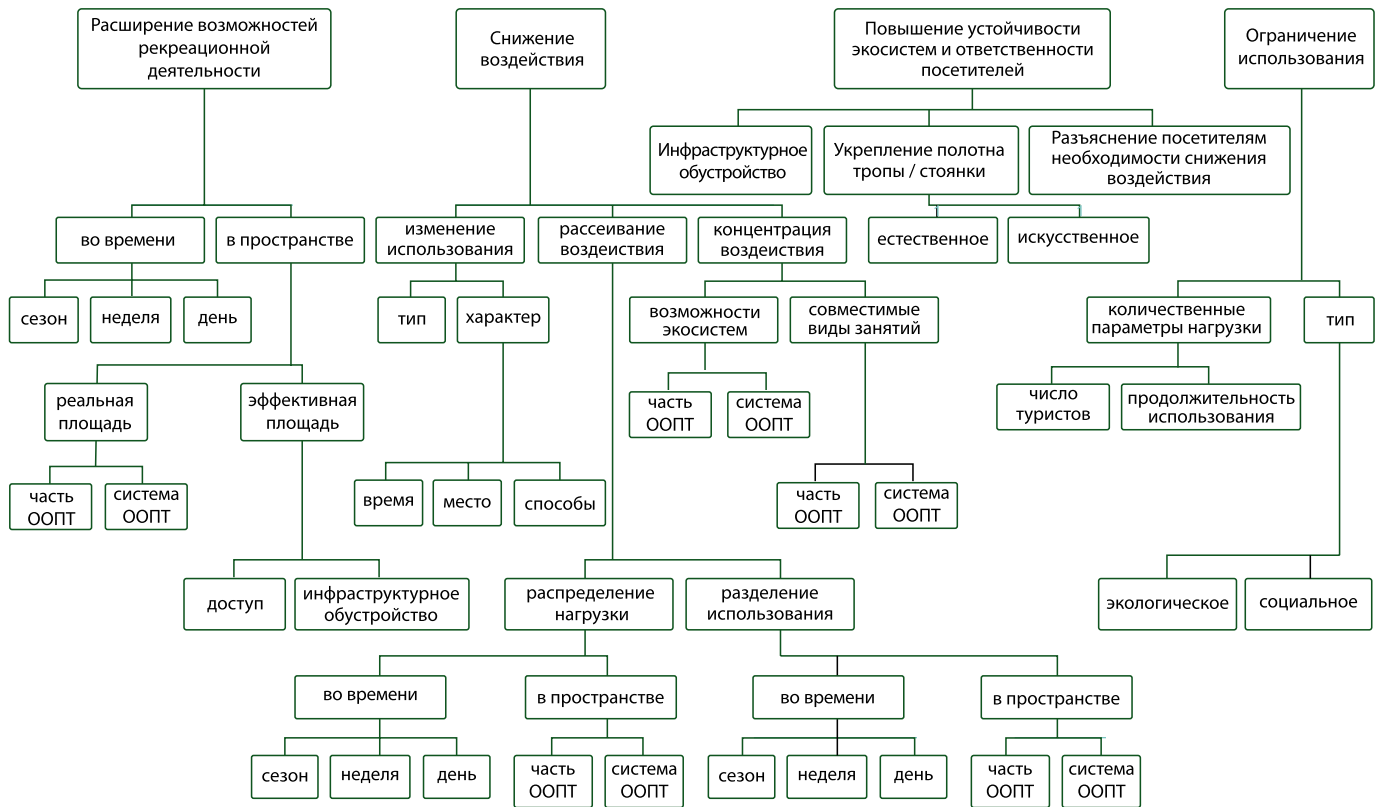 Расширение возможностей
рекреационной
деятельности
Снижение
воздействия
Повышение устойчивости
экосистем и ответственности
посетителей
Ограничение
использования
Инфраструктурное
обустройство
Укрепление полотна
тропы / стоянки
Разъяснение посетителям
необходимости снижения
воздействия
во времени
в пространстве
изменение
использования
рассеивание
воздеиствия
концентрация
воздеиствия
естественное
искусственное
сезон
неделя
день
тип
характер
возможности
экосистем
совместимые
виды занятий
количественные
параметры нагрузки
тип
реальная
площадь
эффективная
площадь
часть
ООПТ
система
ООПТ
число
туристов
продолжительность
использования
часть
ООПТ
система
ООПТ
время
место
способы
часть
ООПТ
система
ООПТ
доступ
инфраструктурное
обустройство
распределение
нагрузки
разделение
использования
экологическое
социальное
во времени
в пространстве
во времени
в пространстве
сезон
неделя
день
часть
ООПТ
система
ООПТ
сезон
неделя
день
часть
ООПТ
система
ООПТ